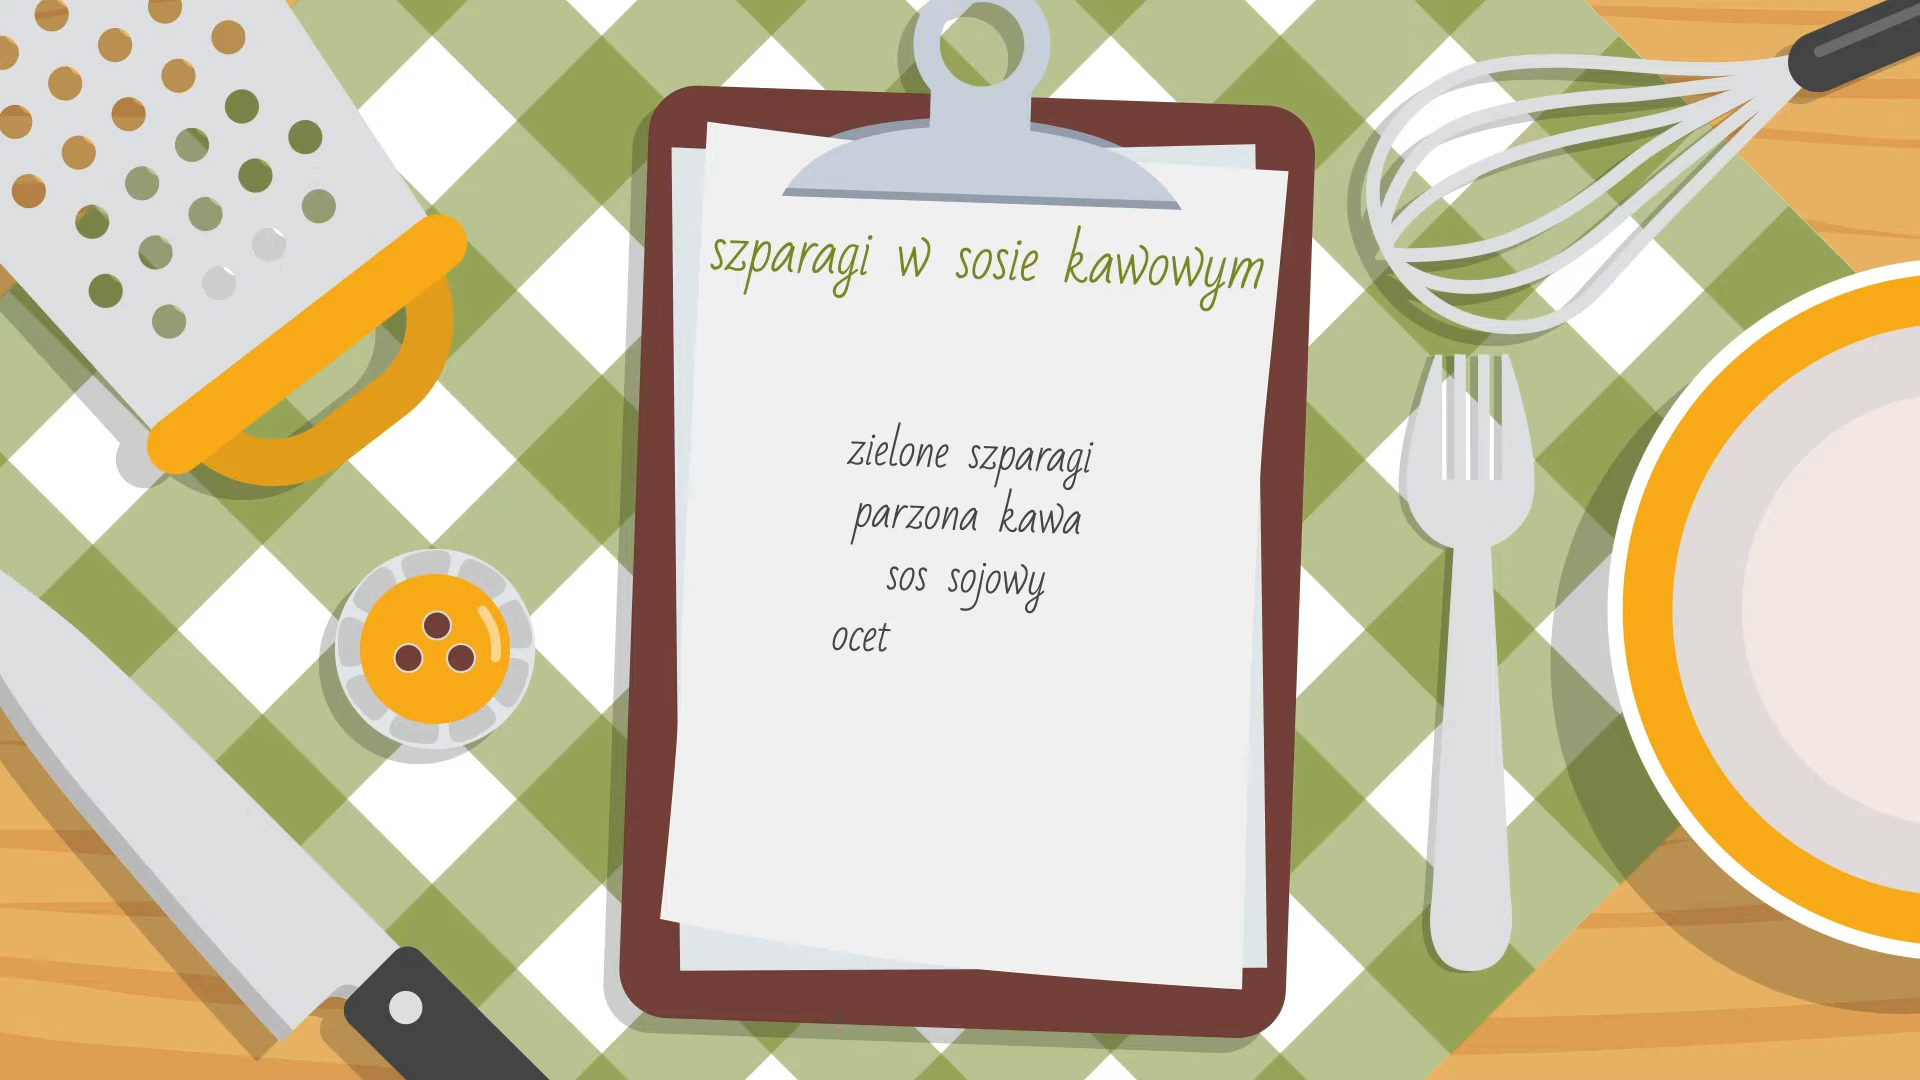 szparagi w sosie kawowym
zielone szparagi
parzona kawa
sos sojowy
ocet